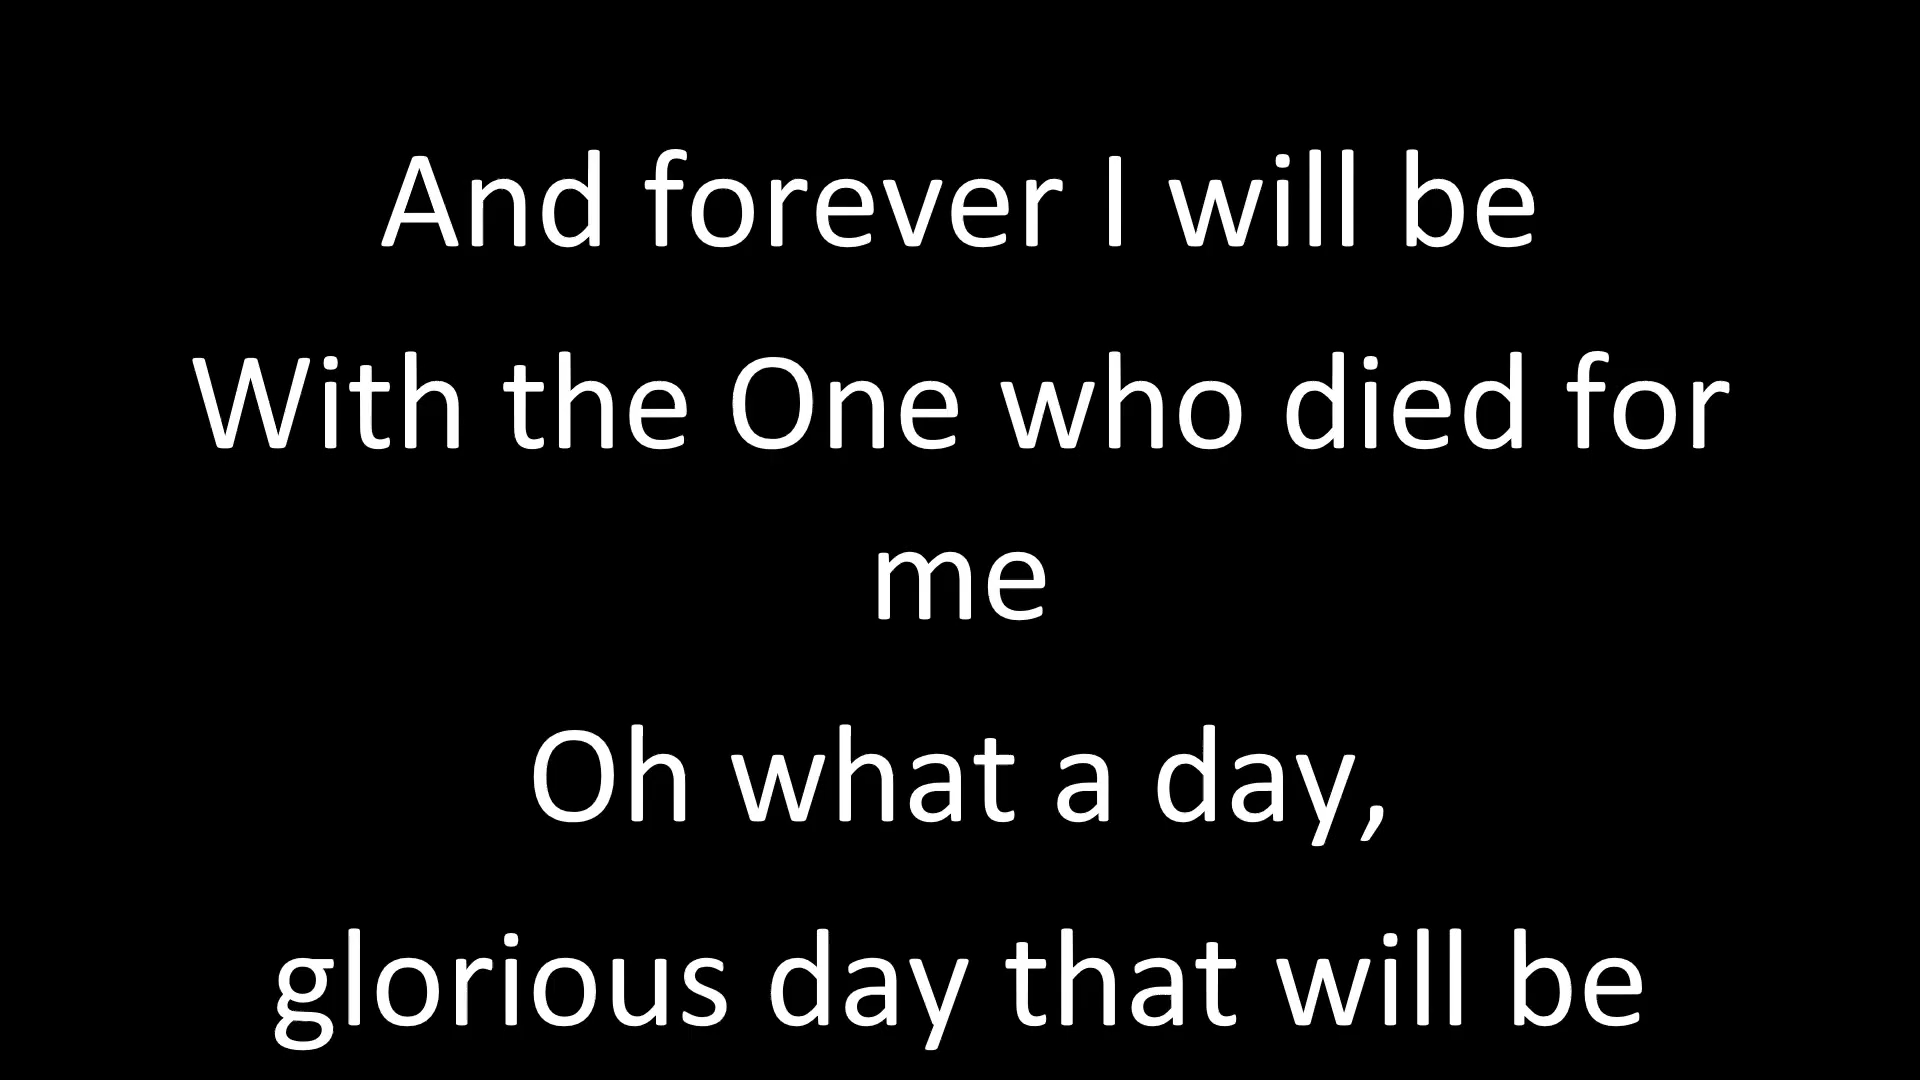 And forever I will be
With the One who died for
me
Oh what a day,
glorious day that will be